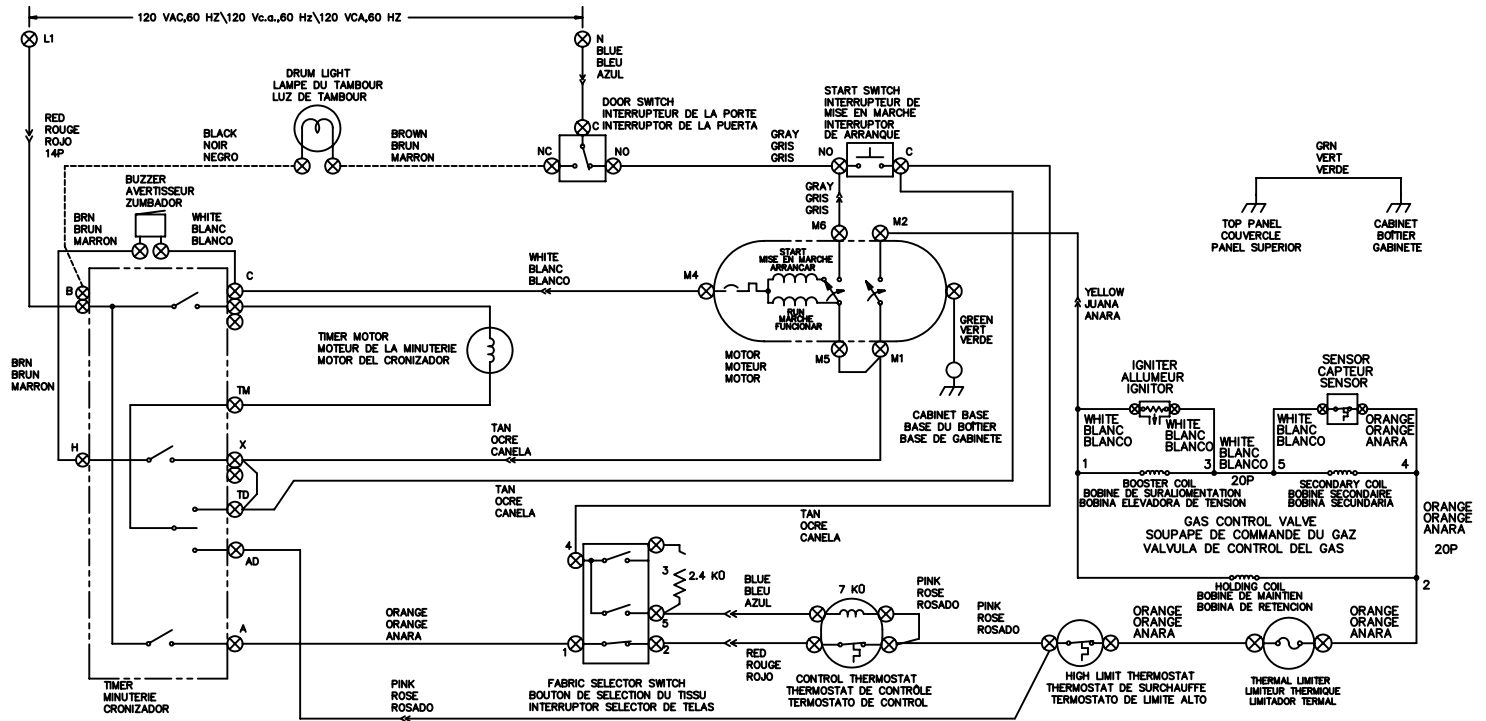 120 VAC,60 HZ\120 Vc.a.,60 Hz\120 VCA,60 HZ
L1
N
BLUE
BLEU
AZUL
DRUM LIGHT
LAMPE DU TAMBOUR
LUZ DE TAMBOUR
DOOR SWITCH
INTERRUPTEUR DE LA PORTE
C INTERRUPTOR DE LA PUERTA
START SWITCH
INTERRUPTEUR DE
MISE EN MARCHE
INTERRUPTOR
DE ARRANQUE
RED
ROUGE
ROJO
14P
BLACK
NOIR
NEGRO
BROWN
BRUN
MARRON
NC
NO
GRAY
GRIS
GRIS
NO
C
GRN
VERT
VERDE
BUZZER
AVERTISSEUR
ZUMBADOR
BRN
BRUN
MARRON
WHITE
BLANC
BLANCO
GRAY
GRIS
GRIS
M6
M2
TOP PANEL
COUVERCLE
PANEL SUPERIOR
CABINET
BOÎTIER
GABINETE
B
C
WHITE
BLANC
BLANCO
M4
START
MISE EN MARCHE
ARRANCAR
RUN
MARCHE
FUNCIONAR
YELLOW
JUANA
ANARA
GREEN
VERT
VERDE
TIMER MOTOR
MOTEUR DE LA MINUTERIE
MOTOR DEL CRONIZADOR
MOTOR
MOTEUR
MOTOR
M5
M1
BRN
BRUN
MARRON
TM
CABINET BASE
BASE DU BOÎTIER
BASE DE GABINETE
IGNITER
ALLUMEUR
IGNITOR
SENSOR
CAPTEUR
SENSOR
WHITE
BLANC
BLANCO
WHITE
BLANC
BLANCO
WHITE
BLANC
BLANCO
WHITE
BLANC
BLANCO
ORANGE
ORANGE
ANARA
H
X
TAN
OCRE
CANELA
1
3
20P
5
4
BOOSTER COIL
BOBINE DE SURALIOMENTATION
BOBINA ELEVADORA DE TENSION
SECONDARY COIL
BOBINE SECONDAIRE
BOBINA SECUNDARIA
TD
TAN
OCRE
CANELA
TAN
OCRE
CANELA
GAS CONTROL VALVE
SOUPAPE DE COMMANDE DU GAZ
VALVULA DE CONTROL DEL GAS
ORANGE
ORANGE
ANARA
20P
AD
4
3
2.4 KΩ
BLUE
BLEU
AZUL
7 KΩ
PINK
ROSE
ROSADO
HOLDING COIL
BOBINE DE MAINTIEN
BOBINA DE RETENCION
2
A
ORANGE
ORANGE
ANARA
1
5
2
RED
ROUGE
ROJO
PINK
ROSE
ROSADO
ORANGE
ORANGE
ANARA
ORANGE
ORANGE
ANARA
TIMER
MINUTERIE
CRONIZADOR
PINK
ROSE
ROSADO
FABRIC SELECTOR SWITCH
BOUTON DE SELECTION DU TISSU
INTERRUPTOR SELECTOR DE TELAS
CONTROL THERMOSTAT
THERMOSTAT DE CONTRÔLE
TERMOSTATO DE CONTROL
HIGH LIMIT THERMOSTAT
THERMOSTAT DE SURCHAUFFE
TERMOSTATO DE LIMITE ALTO
THERMAL LIMITER
LIMITEUR THERMIQUE
LIMITADOR TERMAL